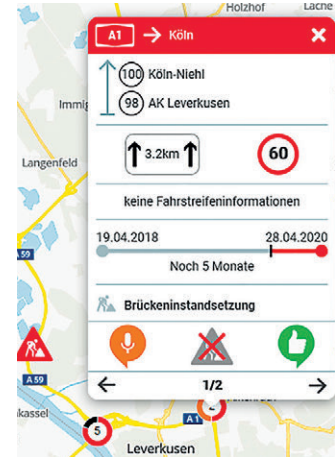 Holzhof
Lache
A1 → Köln ×
100 Köln-Niehl
98 AK Leverkusen
Immig
3.2km
60
Langenfeld
keine Fahrstreifeninformationen
19.04.2018
28.04.2020
A 59
Noch 5 Monate
Brückeninstandsetzung
A 59
← 1/2 →
kassel
A1
5
Leverkusen